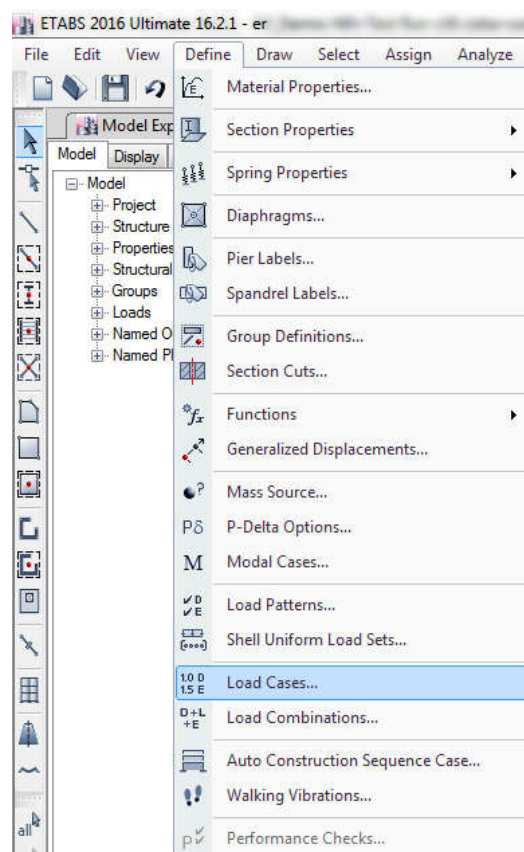 ETABS 2016 Ultimate 16.2.1 - er
File Edit View Define Draw Select Assign Analyze
Model Exp
Model Display
Model
Project
Structure
Properties
Structural
Groups
Loads
Named O
Named Pl
all
Material Properties...
Section Properties
Spring Properties
Diaphragms...
Pier Labels...
Spandrel Labels...
Group Definitions...
Section Cuts...
fx Functions
Generalized Displacements...
Mass Source...
Pδ P-Delta Options...
M Modal Cases...
D
E
Load Patterns...
Shell Uniform Load Sets...
1.0 D
1.5 E
Load Cases...
D+L
+E
Load Combinations...
Auto Construction Sequence Case...
Walking Vibrations...
P Performance Checks...